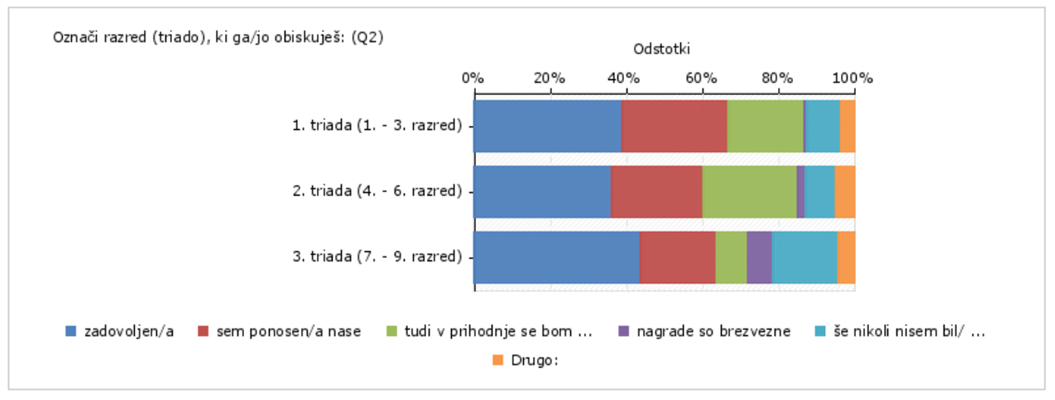 Označi razred (triado), ki ga/jo obiskuješ: (Q2)
Odstotki
0% 20% 40% 60% 80% 100%
1. triada (1. - 3. razred)
2. triada (4. - 6. razred)
3. triada (7. - 9. razred)
zadovoljen/a sem ponosen/a nase tudi v prihodnje se bom ... nagrade so brezvezne še nikoli nisem bil/ ...
Drugo: